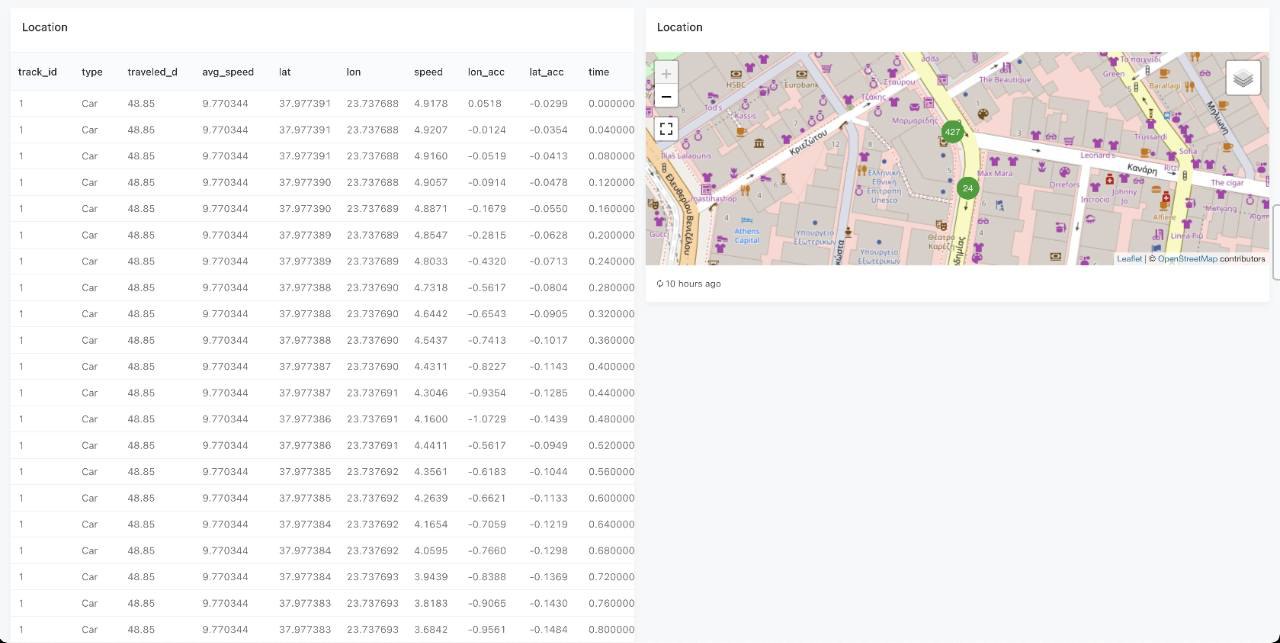 Location
track_id type traveled_d avg_speed lat lon speed lon_acc lat_acc time
1 Car 48.85 9.770344 37.977391 23.737688 4.9178 0.0518 -0.0299 0.000000
1 Car 48.85 9.770344 37.977391 23.737688 4.9207 -0.0124 -0.0354 0.040000
1 Car 48.85 9.770344 37.977391 23.737688 4.9160 -0.0519 -0.0413 0.080000
1 Car 48.85 9.770344 37.977390 23.737688 4.9057 -0.0914 -0.0478 0.120000
1 Car 48.85 9.770344 37.977390 23.737689 4.8871 -0.1679 -0.0550 0.160000
1 Car 48.85 9.770344 37.977389 23.737689 4.8547 -0.2815 -0.0628 0.200000
1 Car 48.85 9.770344 37.977389 23.737689 4.8033 -0.4320 -0.0713 0.240000
1 Car 48.85 9.770344 37.977388 23.737690 4.7318 -0.5617 -0.0804 0.280000
1 Car 48.85 9.770344 37.977388 23.737690 4.6442 -0.6543 -0.0905 0.320000
1 Car 48.85 9.770344 37.977388 23.737690 4.5437 -0.7413 -0.1017 0.360000
1 Car 48.85 9.770344 37.977387 23.737690 4.4311 -0.8227 -0.1143 0.400000
1 Car 48.85 9.770344 37.977387 23.737691 4.3046 -0.9354 -0.1285 0.440000
1 Car 48.85 9.770344 37.977386 23.737691 4.1600 -1.0729 -0.1439 0.480000
1 Car 48.85 9.770344 37.977386 23.737691 4.4411 -0.5617 -0.0949 0.520000
1 Car 48.85 9.770344 37.977385 23.737692 4.3561 -0.6183 -0.1044 0.560000
1 Car 48.85 9.770344 37.977385 23.737692 4.2639 -0.6621 -0.1133 0.600000
1 Car 48.85 9.770344 37.977384 23.737692 4.1654 -0.7059 -0.1219 0.640000
1 Car 48.85 9.770344 37.977384 23.737692 4.0595 -0.7660 -0.1298 0.680000
1 Car 48.85 9.770344 37.977384 23.737693 3.9439 -0.8388 -0.1369 0.720000
1 Car 48.85 9.770344 37.977383 23.737693 3.8183 -0.9065 -0.1430 0.760000
1 Car 48.85 9.770344 37.977383 23.737693 3.6842 -0.9561 -0.1484 0.800000
Location
+
−
HSBC
Eurobank
Σταύρου
The Beautique
Green
Το παιχνίδι
Barallagi
Tod's
Kassis
Τζάκης
Μαρμαρίδης
Μηλιώνη
Trussardi
427
Κριεζώτου
12
8
6
3
1
Ilias Lalaounis
Leonard's
Sofia
Ritz
Κανάρη
Ελληνική
Εθνική
Επιτροπή
Unesco
Max Mara
24
Orrefors
Incrocio
Johnny
Jo
The cigar
Alfiere
Ελευθερίου Βενιζέλου
Gucci
Athens
Capital
Υπουργείο
Εξωτερικών
Υπουργείο
Εξωτερικών
Θέατρο
Καρέζη
Linea Piu
Leaflet | © OpenStreetMap contributors
10 hours ago